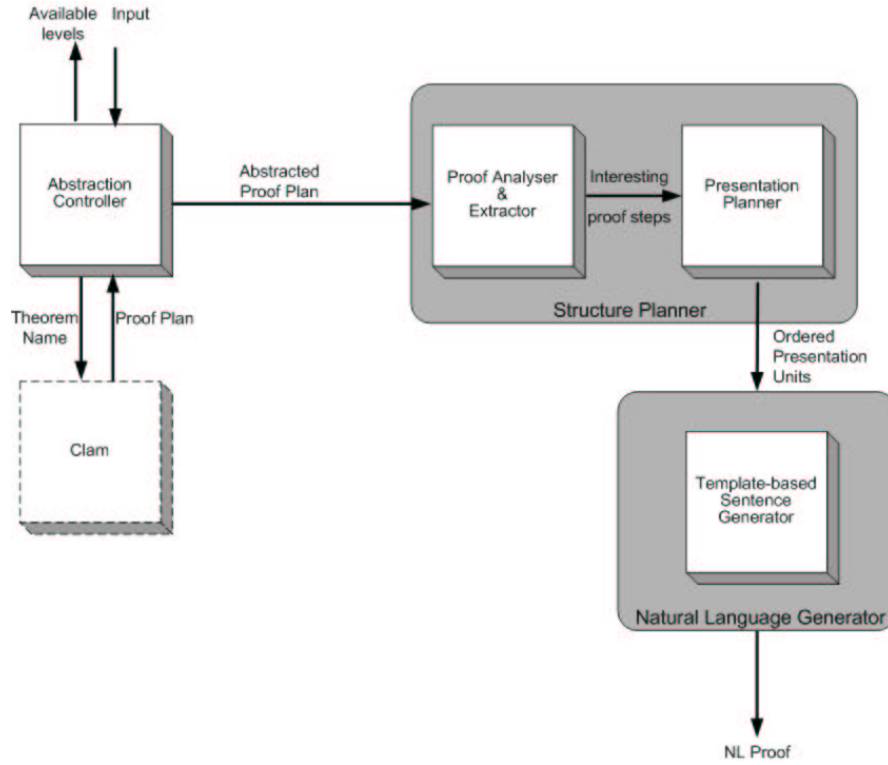 Available
levels
Input
Abstraction
Controller
Abstracted
Proof Plan
Proof Analyser
&
Extractor
Interesting
proof steps
Presentation
Planner
Structure Planner
Theorem
Name
Proof Plan
Clam
Ordered
Presentation
Units
Template-based
Sentence
Generator
Natural Language Generator
NL Proof